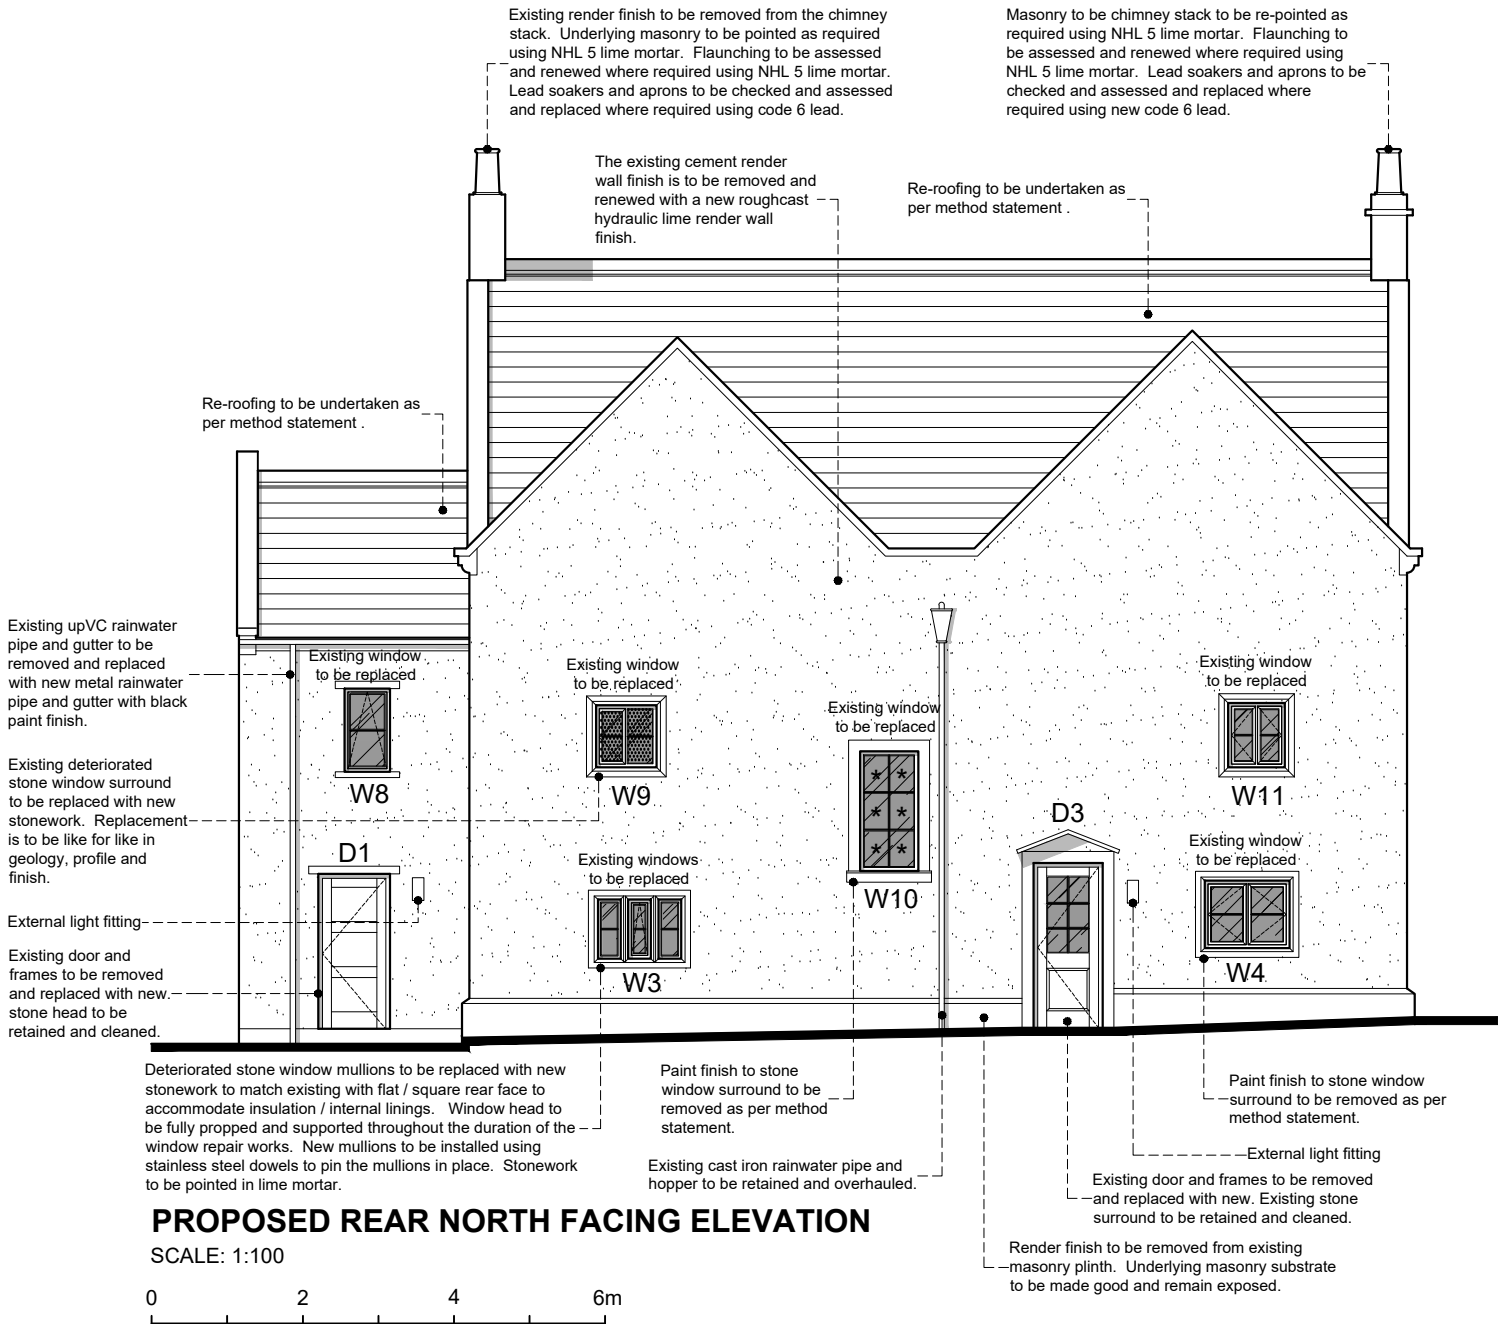 Existing render finish to be removed from the chimney
stack.  Underlying masonry to be pointed as required
using NHL 5 lime mortar.  Flaunching to be assessed
and renewed where required using NHL 5 lime mortar.
Lead soakers and aprons to be checked and assessed
and replaced where required using code 6 lead.
Masonry to be chimney stack to be re-pointed as
required using NHL 5 lime mortar.  Flaunching to
be assessed and renewed where required using
NHL 5 lime mortar.  Lead soakers and aprons to be
checked and assessed and replaced where
required using new code 6 lead.
The existing cement render
wall finish is to be removed and
renewed with a new roughcast
hydraulic lime render wall
finish.
Re-roofing to be undertaken as
per method statement .
Re-roofing to be undertaken as
per method statement .
Existing upVC rainwater
pipe and gutter to be
removed and replaced
with new metal rainwater
pipe and gutter with black
paint finish.
Existing window
to be replaced
W8
Existing window
to be replaced
W9
Existing window
to be replaced
W10
Existing window
to be replaced
W11
Existing deteriorated
stone window surround
to be replaced with new
stonework.  Replacement
is to be like for like in
geology, profile and
finish.
D1
Existing windows
to be replaced
W3
D3
Existing window
to be replaced
W4
External light fitting
Existing door and
frames to be removed
and replaced with new.
stone head to be
retained and cleaned.
Deteriorated stone window mullions to be replaced with new
stonework to match existing with flat / square rear face to
accommodate insulation / internal linings.   Window head to
be fully propped and supported throughout the duration of the
window repair works.  New mullions to be installed using
stainless steel dowels to pin the mullions in place.  Stonework
to be pointed in lime mortar.
Paint finish to stone
window surround to be
removed as per method
statement.
Existing cast iron rainwater pipe and
hopper to be retained and overhauled.
Paint finish to stone window
surround to be removed as per
method statement.
External light fitting
Existing door and frames to be removed
and replaced with new. Existing stone
surround to be retained and cleaned.
Render finish to be removed from existing
masonry plinth.  Underlying masonry substrate
to be made good and remain exposed.
PROPOSED REAR NORTH FACING ELEVATION
SCALE: 1:100
0 2 4 6m